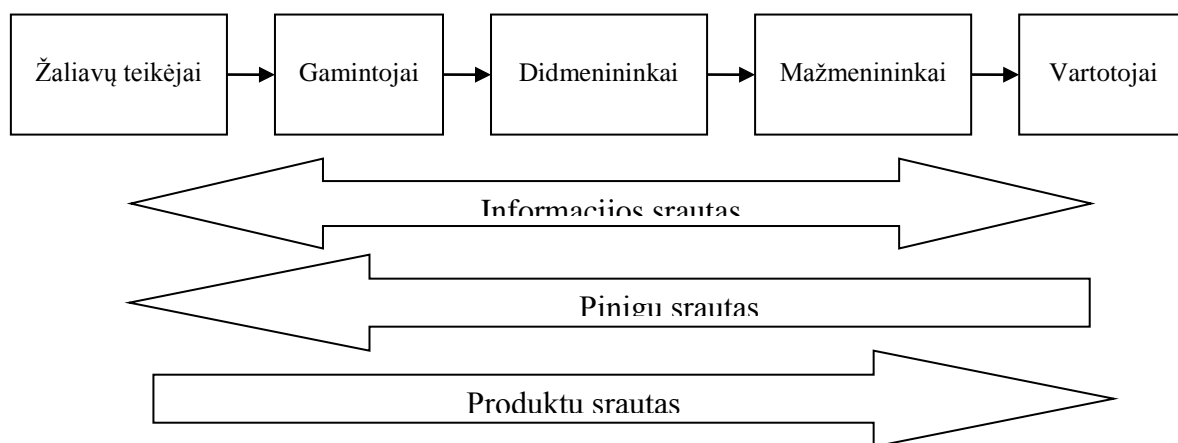 Žaliavų teikėjai
Gamintojai
Didmenininkai
Mažmenininkai
Vartotojai
Informacijos srautas
Pinigų srautas
Produktų srautas